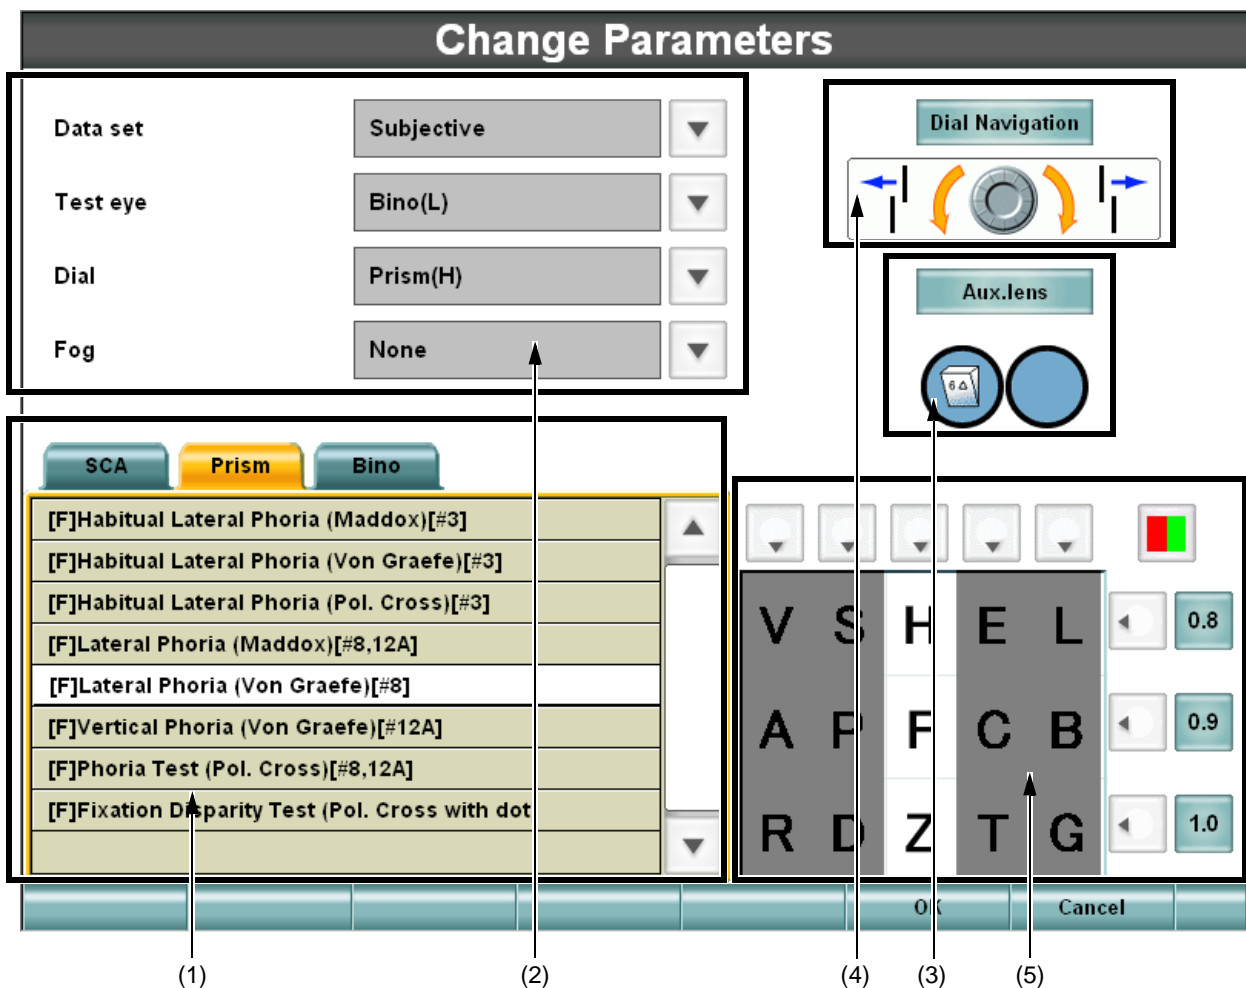 Change Parameters
Data set
Subjective
Test eye
Bino(L)
Dial
Prism(H)
Fog
None
Dial Navigation
Aux.lens
6 △
SCA
Prism
Bino
[F]Habitual Lateral Phoria (Maddox)[#3]
[F]Habitual Lateral Phoria (Von Graefe)[#3]
[F]Habitual Lateral Phoria (Pol. Cross)[#3]
[F]Lateral Phoria (Maddox)[#8,12A]
[F]Lateral Phoria (Von Graefe)[#8]
[F]Vertical Phoria (Von Graefe)[#12A]
[F]Phoria Test (Pol. Cross)[#8,12A]
[F]Fixation Disparity Test (Pol. Cross with dot
V S H E L
0.8
A P F C B
0.9
R D Z T G
1.0
OK
Cancel
(1)
(2)
(4)
(3)
(5)